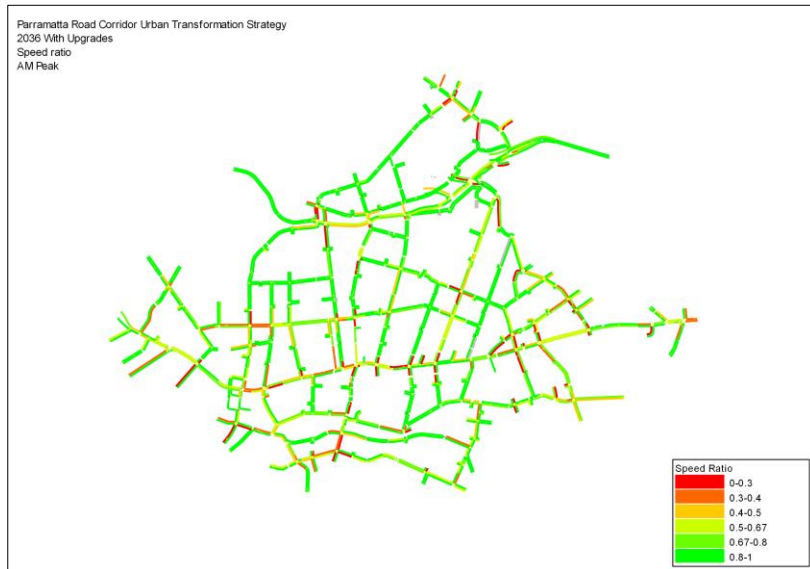 Parramatta Road Corridor Urban Transformation Strategy
2036 With Upgrades
Speed ratio
AM Peak
Speed Ratio
0-0.3
0.3-0.4
0.4-0.5
0.5-0.67
0.67-0.8
0.8-1